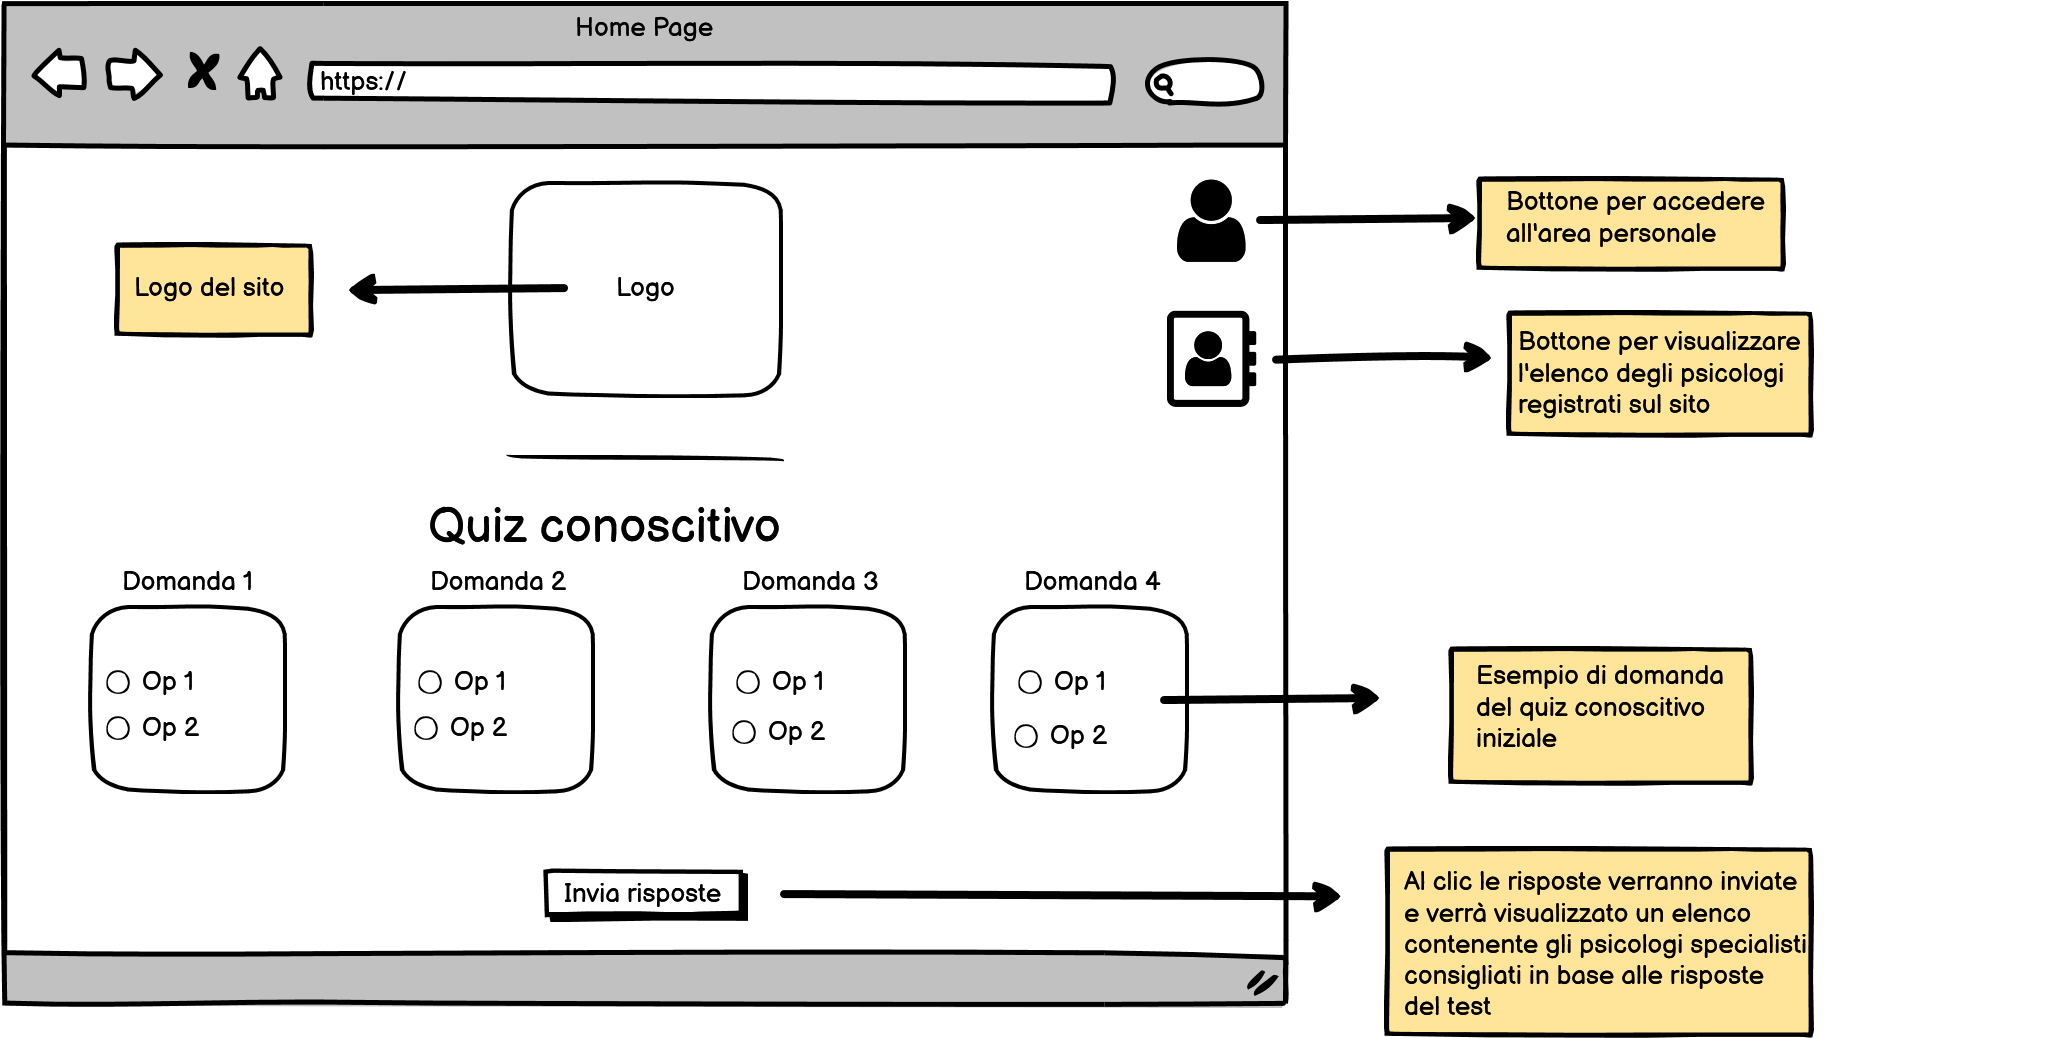 Home Page
https://
Logo del sito
Logo
Bottone per accedere
all'area personale
Bottone per visualizzare
l'elenco degli psicologi
registrati sul sito
Quiz conoscitivo
Domanda 1
Op 1
Op 2
Domanda 2
Op 1
Op 2
Domanda 3
Op 1
Op 2
Domanda 4
Op 1
Op 2
Esempio di domanda
del quiz conoscitivo
iniziale
Invia risposte
Al clic le risposte verranno inviate
e verrà visualizzato un elenco
contenente gli psicologi specialisti
consigliati in base alle risposte
del test